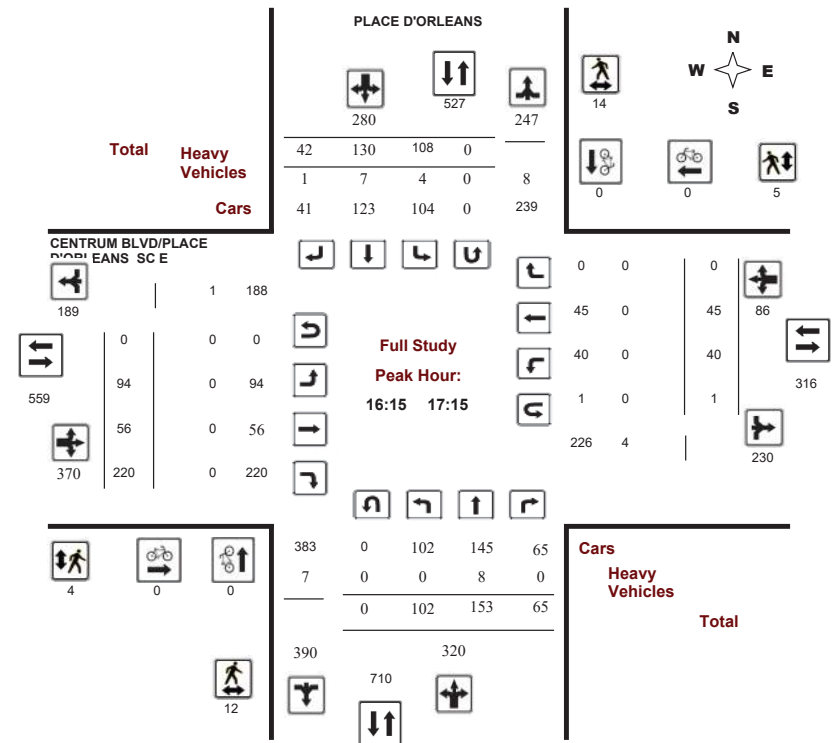 PLACE D'ORLEANS
N
W E
S
527
14
280 247
Total Heavy Vehicles
Cars
42 130 108 0
1 7 4 0 8
41 123 104 0 239
0 0 5
CENTRUM BLVD/PLACE
D'ORLEANS SC E
189
1 188
0 0 0
559
94 0 94
56 0 56
370 220 0 220
Full Study
Peak Hour:
16:15 17:15
0 0 0
45 0 45 86
40 0 40
316
1 0 1
226 4
230
383 0 102 145 65
7 0 0 8 0
0 102 153 65
390 320
710
Cars
Heavy
Vehicles
Total
4 0 0
12